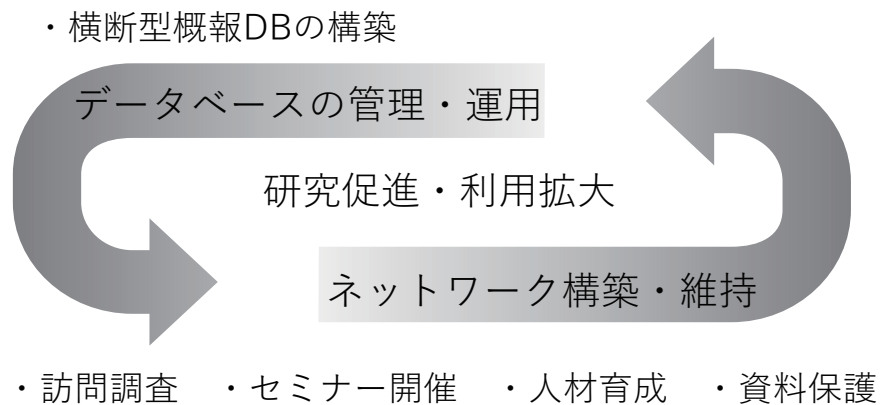 ・横断型概報DBの構築
データベースの管理・運用
研究促進・利用拡大
ネットワーク構築・維持
・訪問調査　・セミナー開催　・人材育成　・資料保護